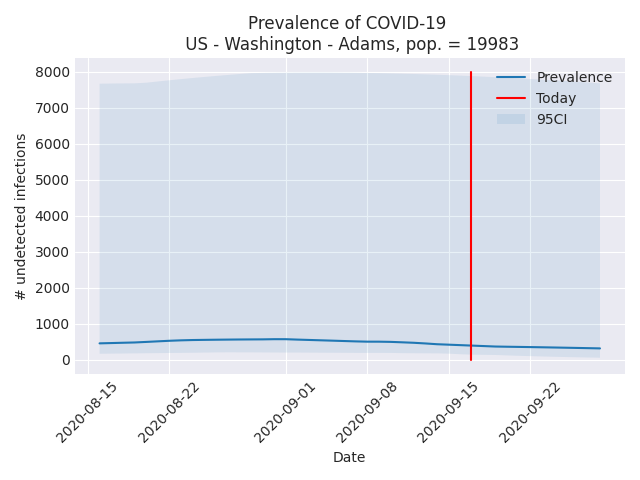 Prevalence of COVID-19
US - Washington - Adams, pop. = 19983
8000
7000
6000
5000
4000
3000
2000
1000
0
# undetected infections
Prevalence
Today
95CI
2020-08-15
2020-08-22
2020-09-01
2020-09-08
2020-09-15
2020-09-22
Date